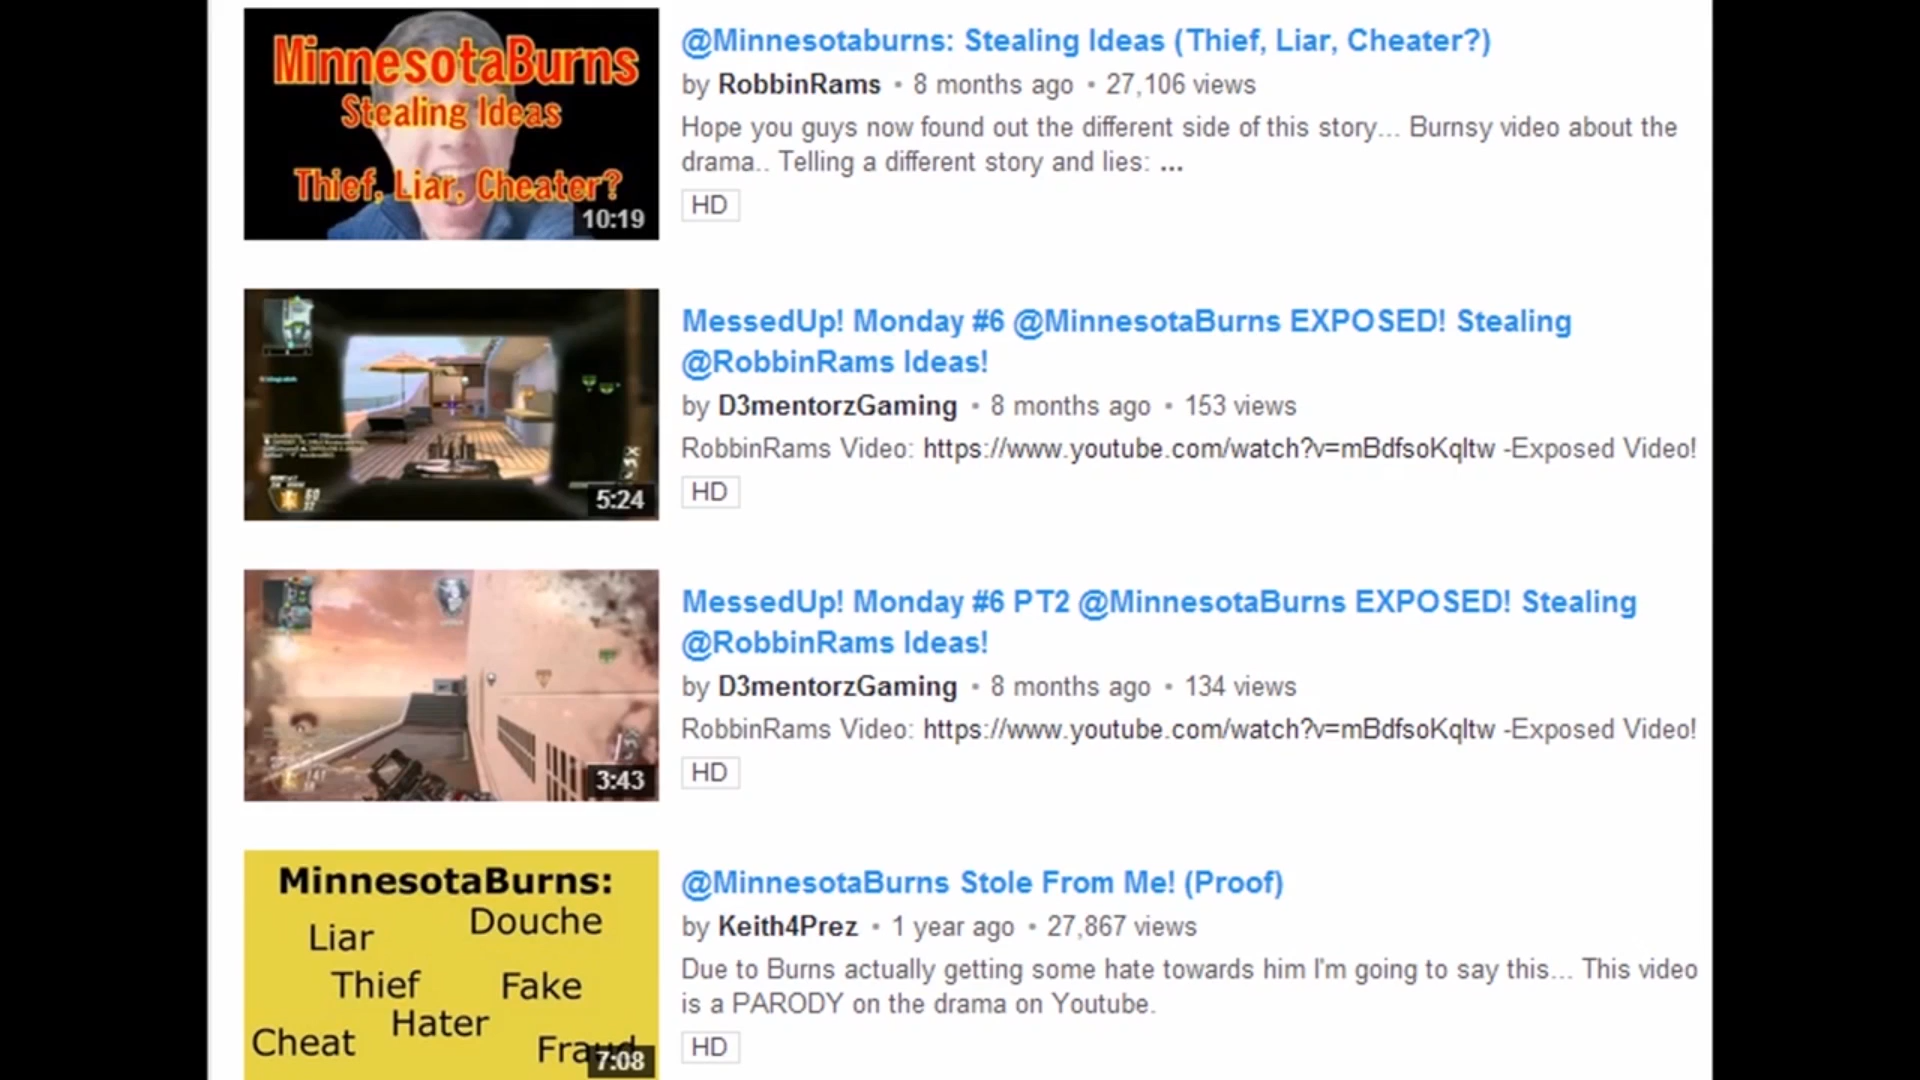 MinnesotaBurns
Stealing Ideas
Thief, Liar, Cheater?
10:19
@Minnesotaburns: Stealing Ideas (Thief, Liar, Cheater?)
by RobbinRams • 8 months ago • 27,106 views
Hope you guys now found out the different side of this story... Burnsy video about the
drama.. Telling a different story and lies: ...
HD
5:24
MessedUp! Monday #6 @MinnesotaBurns EXPOSED! Stealing
@RobbinRams Ideas!
by D3mentorzGaming • 8 months ago • 153 views
RobbinRams Video: https://www.youtube.com/watch?v=mBdfsoKqltw -Exposed Video!
HD
3:43
MessedUp! Monday #6 PT2 @MinnesotaBurns EXPOSED! Stealing
@RobbinRams Ideas!
by D3mentorzGaming • 8 months ago • 134 views
RobbinRams Video: https://www.youtube.com/watch?v=mBdfsoKqltw -Exposed Video!
HD
MinnesotaBurns:
Liar Douche
Thief Fake
Hater
Cheat Fraud
7:08
@MinnesotaBurns Stole From Me! (Proof)
by Keith4Prez • 1 year ago • 27,867 views
Due to Burns actually getting some hate towards him I'm going to say this... This video
is a PARODY on the drama on Youtube.
HD